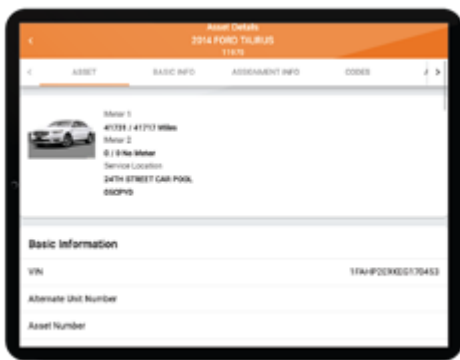 Asset Details
2014 FORD TAURUS
11870
ASSET
BASIC INFO
ASSIGNMENT INFO
CODES
Meter 1
41731 / 41717 Miles
Meter 2
0 / 0 No Meter
Service Location
24TH STREET CAR POOL
Basic Information
VIN
Alternate Unit Number
Asset Number